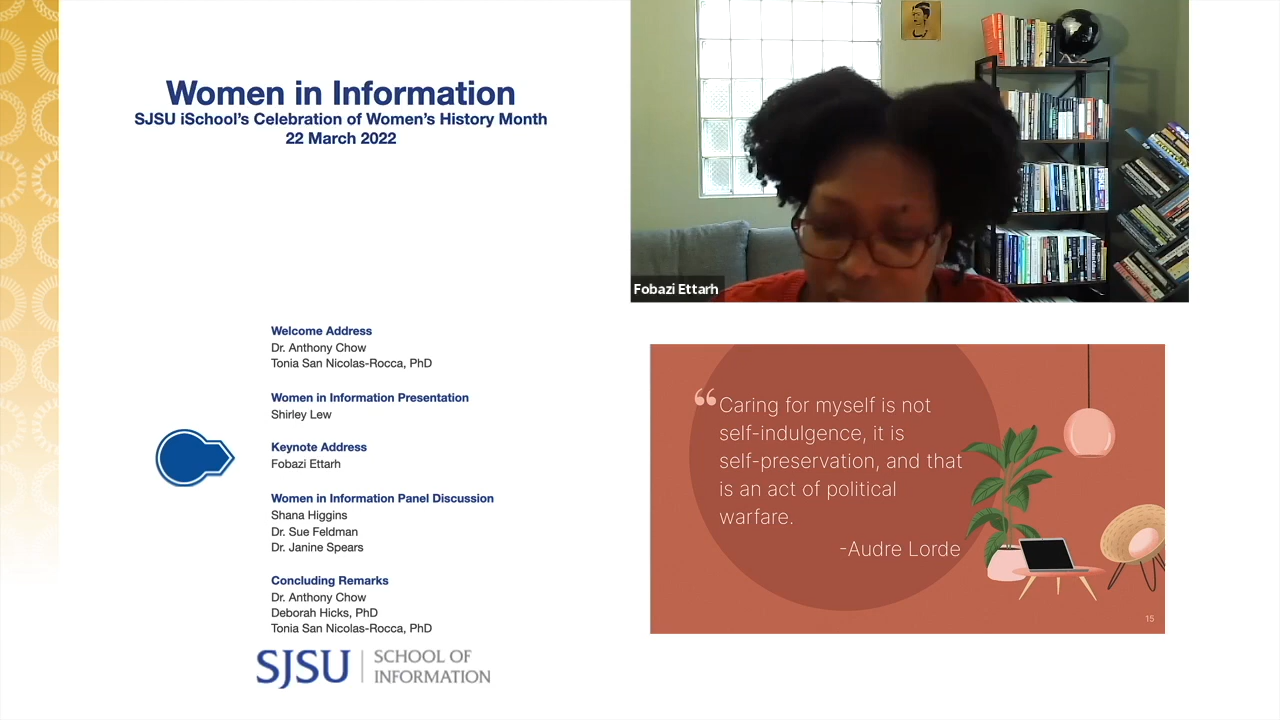 Women in Information
SJSU iSchool's Celebration of Women's History Month
22 March 2022
Fobazi Ettarh
Welcome Address
Dr. Anthony Chow
Tonia San Nicolas-Rocca, PhD
Women in Information Presentation
Shirley Lew
Keynote Address
Fobazi Ettarh
Women in Information Panel Discussion
Shana Higgins
Dr. Sue Feldman
Dr. Janine Spears
Concluding Remarks
Dr. Anthony Chow
Deborah Hicks, PhD
Tonia San Nicolas-Rocca, PhD
SJSU | SCHOOL OF
INFORMATION
“Caring for myself is not
self-indulgence, it is
self-preservation, and that
is an act of political
warfare.
-Audre Lorde
15